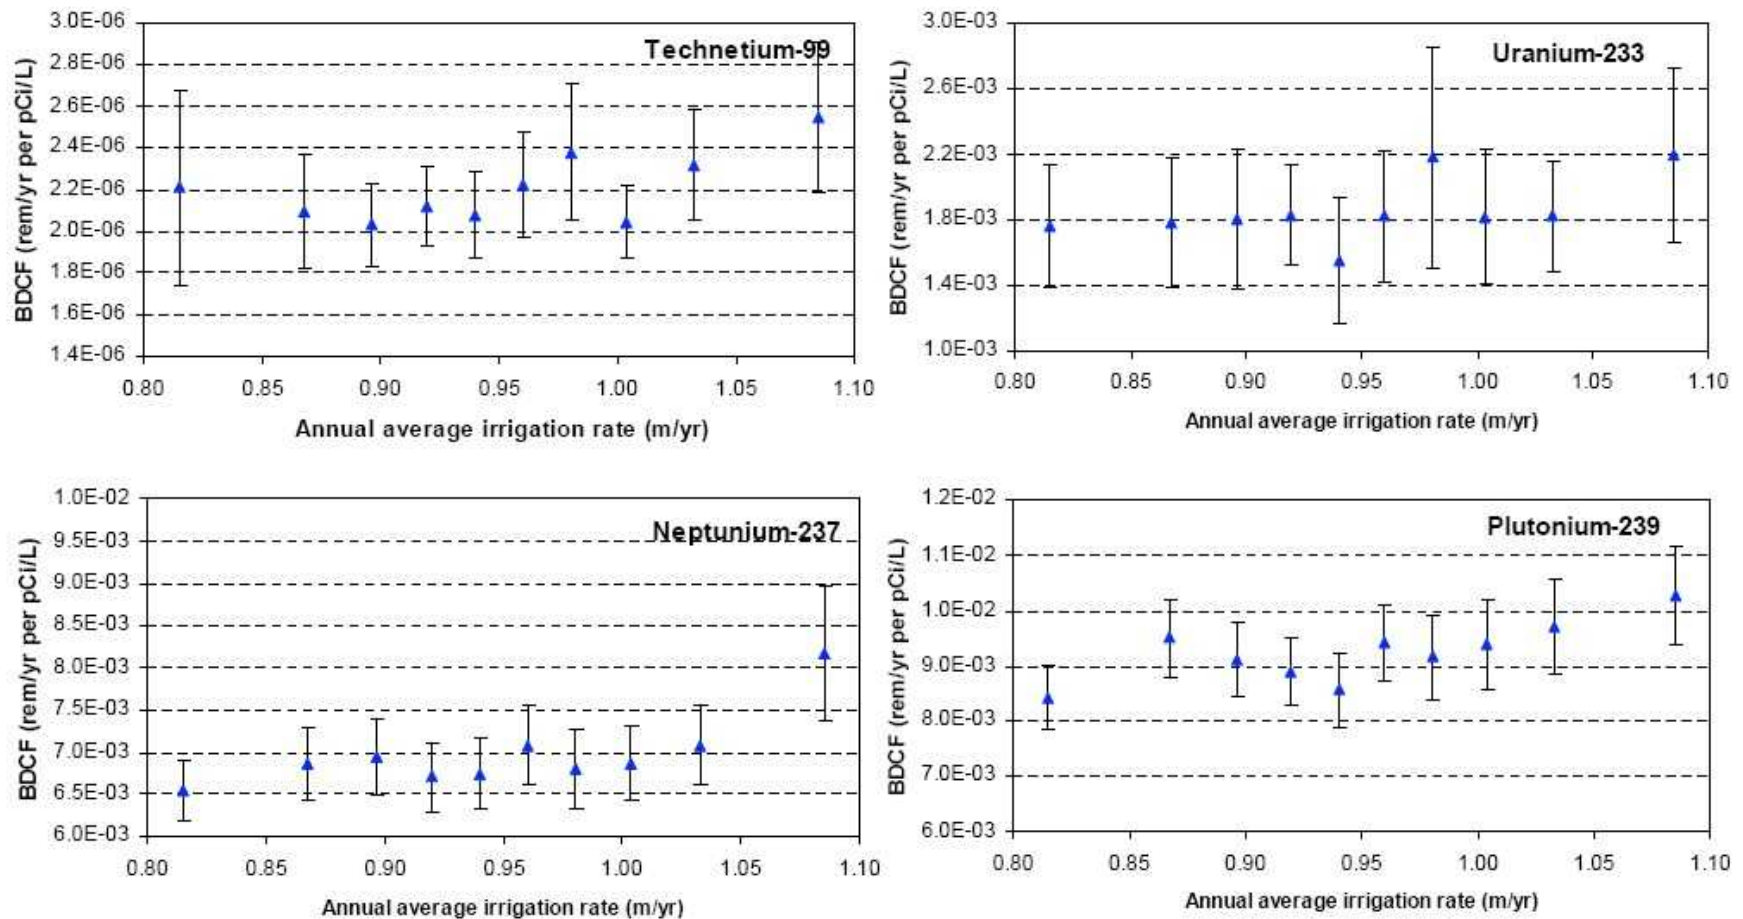 Technetium-99
BDCF (rem/yr per pCi/L)
3.0E-06
2.8E-06
2.6E-06
2.4E-06
2.2E-06
2.0E-06
1.8E-06
1.6E-06
1.4E-06
0.80 0.85 0.90 0.95 1.00 1.05 1.10
Annual average irrigation rate (m/yr)
Uranium-233
BDCF (rem/yr per pCi/L)
3.0E-03
2.6E-03
2.2E-03
1.8E-03
1.4E-03
1.0E-03
0.80 0.85 0.90 0.95 1.00 1.05 1.10
Annual average irrigation rate (m/yr)
Neptunium-237
BDCF (rem/yr per pCi/L)
1.0E-02
9.5E-03
9.0E-03
8.5E-03
8.0E-03
7.5E-03
7.0E-03
6.5E-03
6.0E-03
0.80 0.85 0.90 0.95 1.00 1.05 1.10
Annual average irrigation rate (m/yr)
Plutonium-239
BDCF (rem/yr per pCi/L)
1.2E-02
1.1E-02
1.0E-02
9.0E-03
8.0E-03
7.0E-03
6.0E-03
0.80 0.85 0.90 0.95 1.00 1.05 1.10
Annual average irrigation rate (m/yr)